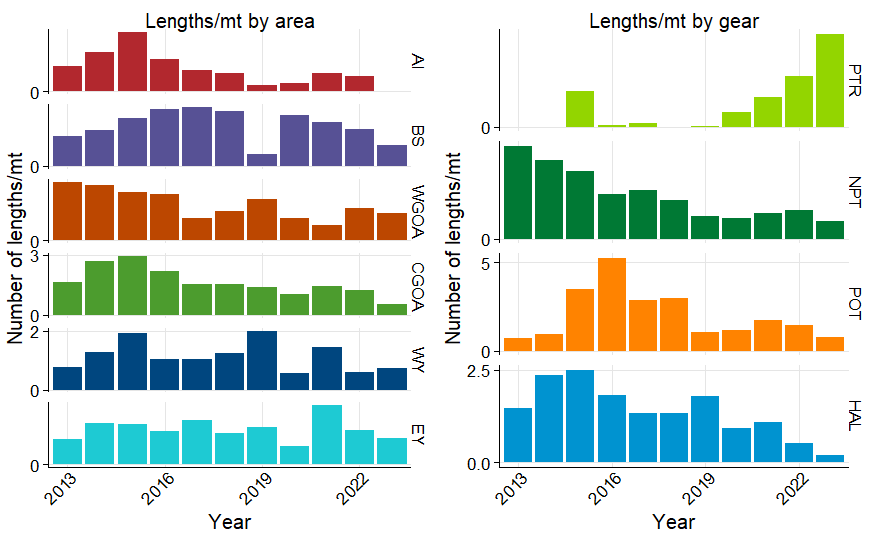 Lengths/mt by area
Number of lengths/mt
0
AI
0
BS
0
WGOA
3
0
CGOA
2
0
WY
0
EY
2013
2016
2019
2022
Year
Lengths/mt by gear
Number of lengths/mt
0
PTR
0
NPT
5
0
POT
2.5
0.0
HAL
2013
2016
2019
2022
Year